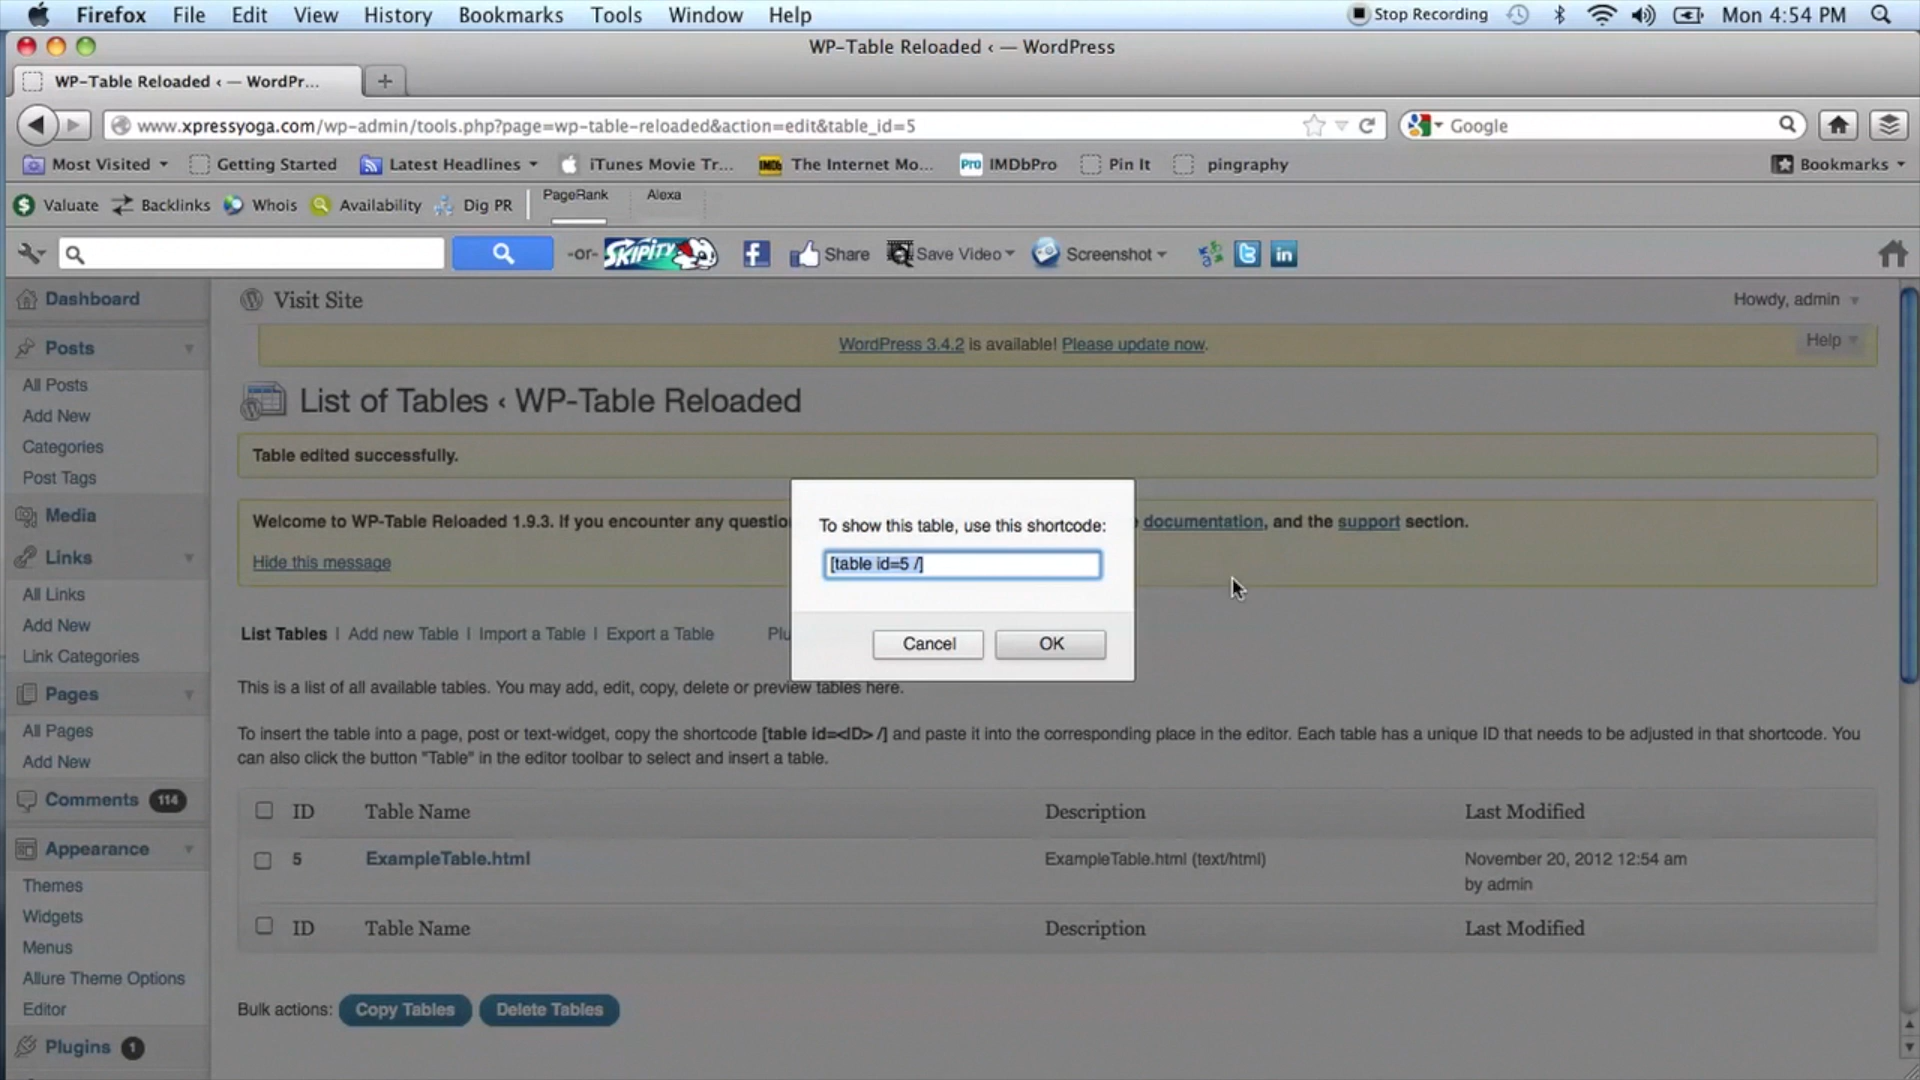 Firefox File Edit View History Bookmarks Tools Window Help Stop Recording Mon 4:54 PM
WP-Table Reloaded ‹ — WordPress
WP-Table Reloaded ‹ — WordPr...
www.xpressyoga.com/wp-admin/tools.php?page=wp-table-reloaded&action=edit&table_id=5 Google
Most Visited Getting Started Latest Headlines iTunes Movie Tr... IMDb The Internet Mo... Pro IMDbPro Pin It pingraphy Bookmarks
Valuate Backlinks Whois Availability Dig PR PageRank Alexa
-or- SKIPITY Share Save Video Screenshot in
Dashboard
Posts
All Posts
Add New
Categories
Post Tags
Media
Links
All Links
Add New
Link Categories
Pages
All Pages
Add New
Comments 114
Appearance
Themes
Widgets
Menus
Allure Theme Options
Editor
Plugins 1
Visit Site Howdy, admin
WordPress 3.4.2 is available! Please update now. Help
List of Tables ‹ WP-Table Reloaded
Table edited successfully.
Welcome to WP-Table Reloaded 1.9.3. If you encounter any documentation, and the support section.
Hide this message
To show this table, use this shortcode:
[table id=5 /]
Cancel OK
List Tables | Add new Table | Import a Table | Export a Table
This is a list of all available tables. You may add, edit, copy, delete or preview tables here.
To insert the table into a page, post or text-widget, copy the shortcode [table id=<ID> /] and paste it into the corresponding place in the editor. Each table has a unique ID that needs to be adjusted in that shortcode. You
can also click the button "Table" in the editor toolbar to select and insert a table.
ID Table Name Description Last Modified
5 ExampleTable.html ExampleTable.html (text/html) November 20, 2012 12:54 am
by admin
ID Table Name Description Last Modified
Bulk actions: Copy Tables Delete Tables